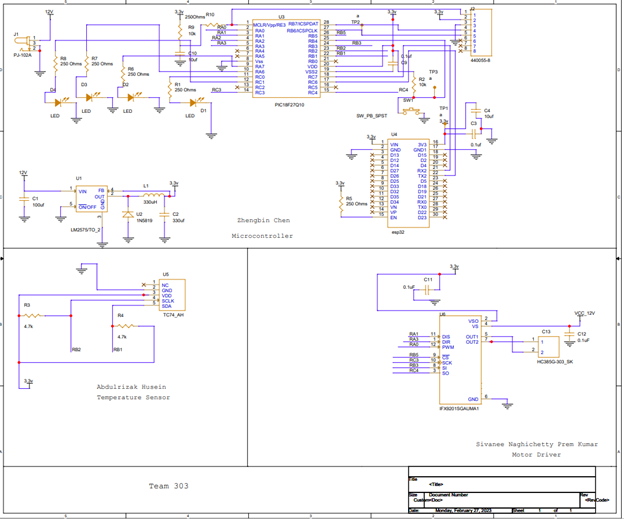 J1
12V
PJ-102A
R8
250 Ohms
R7
250 Ohms
R6
250 Ohms
D4
LED
D3
LED
D2
LED
3.3v
250Ohms
R10
R9
10k
C10
10uF
RA1
RA2
RA3
R1
250 Ohms
RC3
D1
LED
U3
MCLR/Vpp/RE3
RA0
RA1
RA2
RA3
RA4
RA5
Vss
RA7
RA6
RC0
RC1
RC2
RC3
RB7/ICSPDAT
RB6/ICSPCLK
RB5
RB4
RB3
RB2
RB1
RB0
VDD
VSS2
RC7
RC6
RC5
RC4
PIC18F27Q10
TP2
RB5
RB3
RB2
RB1
3.3v
0.1uF
C9
R2
10k
TP3
RC4
SW1
SW_PB_SPST
3.3v
J2
440055-8
TP1
3.3v
C4
10uF
C3
0.1uF
3.3v
U4
VIN
GND
D13
D12
D14
D27
D26
D25
D33
D32
D35
D34
VN
VP
EN
3V3
GND1
D15
D2
D4
RX2
TX2
D5
D18
D19
D21
RX0
TX0
D22
D23
esp32
R5
250 Ohms
12V
C1
100uF
U1
VIN
ON/OFF
GND
FB
OUT
LM2575/TO_2
L1
330uH
3.3v
U2
1N5819
C2
330uF
Shengbin Chen
Microcontroller
U5
NC
GND
VDD
SCLK
SDA
TC74_AH
R3
4.7k
R4
4.7k
RB2
RB1
3.3v
Abdulrizak Husein
Temperature Sensor
C11
0.1uF
3.3v
U6
RA1
RA3
RA2
RB5
RC3
RB3
RC4
DIS
DIR
PWM
SCK
SI
SO
VSO
VS
OUT1
OUT2
GND
IFX9201SGAUMA1
VCC_12V
C12
0.1uF
C13
1
2
HC385G-303_SK
Sivanee Naghichetty Prem Kumar
Motor Driver
Team 303
Title
<Title>
Size
Custom
Document Number
<Doc>
Rev
<RevCode>
Date
Monday, February 27, 2023
Sheet
1
of
1